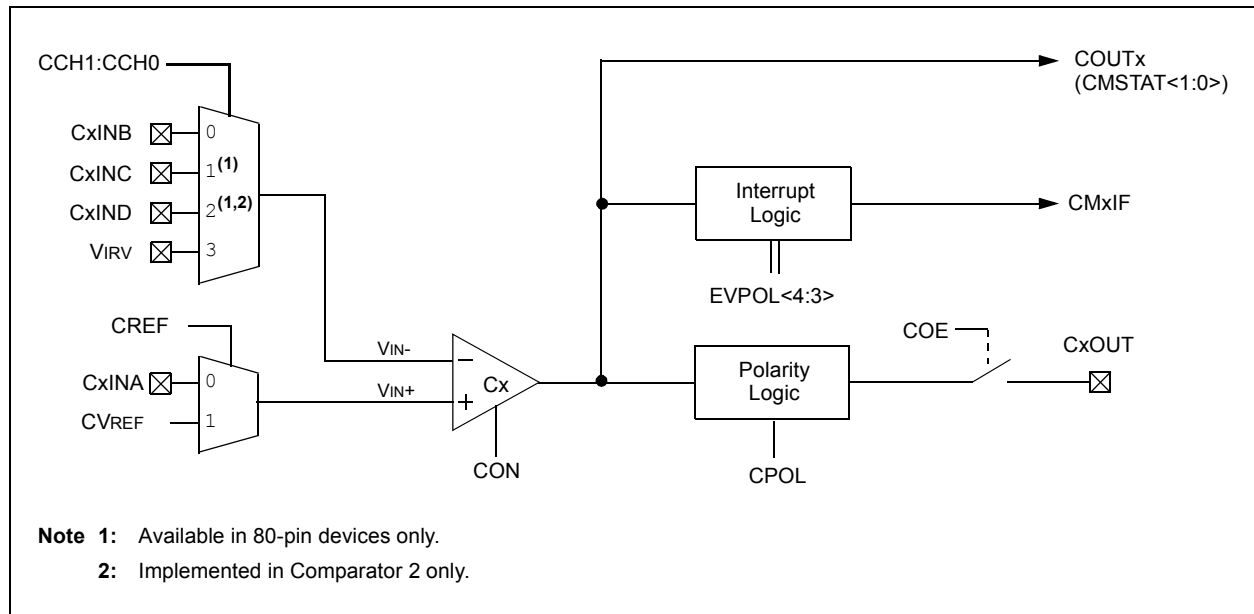 CCH1:CCH0
CxINB
CxINC
CxIND
VIRV
0
1(1)
2(1,2)
3
CREF
CxINA
CVREF
0
1
VIN-
VIN+
–
+
Cx
CON
COUTx
(CMSTAT<1:0>)
Interrupt
Logic
CMxIF
EVPOL<4:3>
COE
CxOUT
Polarity
Logic
CPOL
Note 1: Available in 80-pin devices only.
2: Implemented in Comparator 2 only.